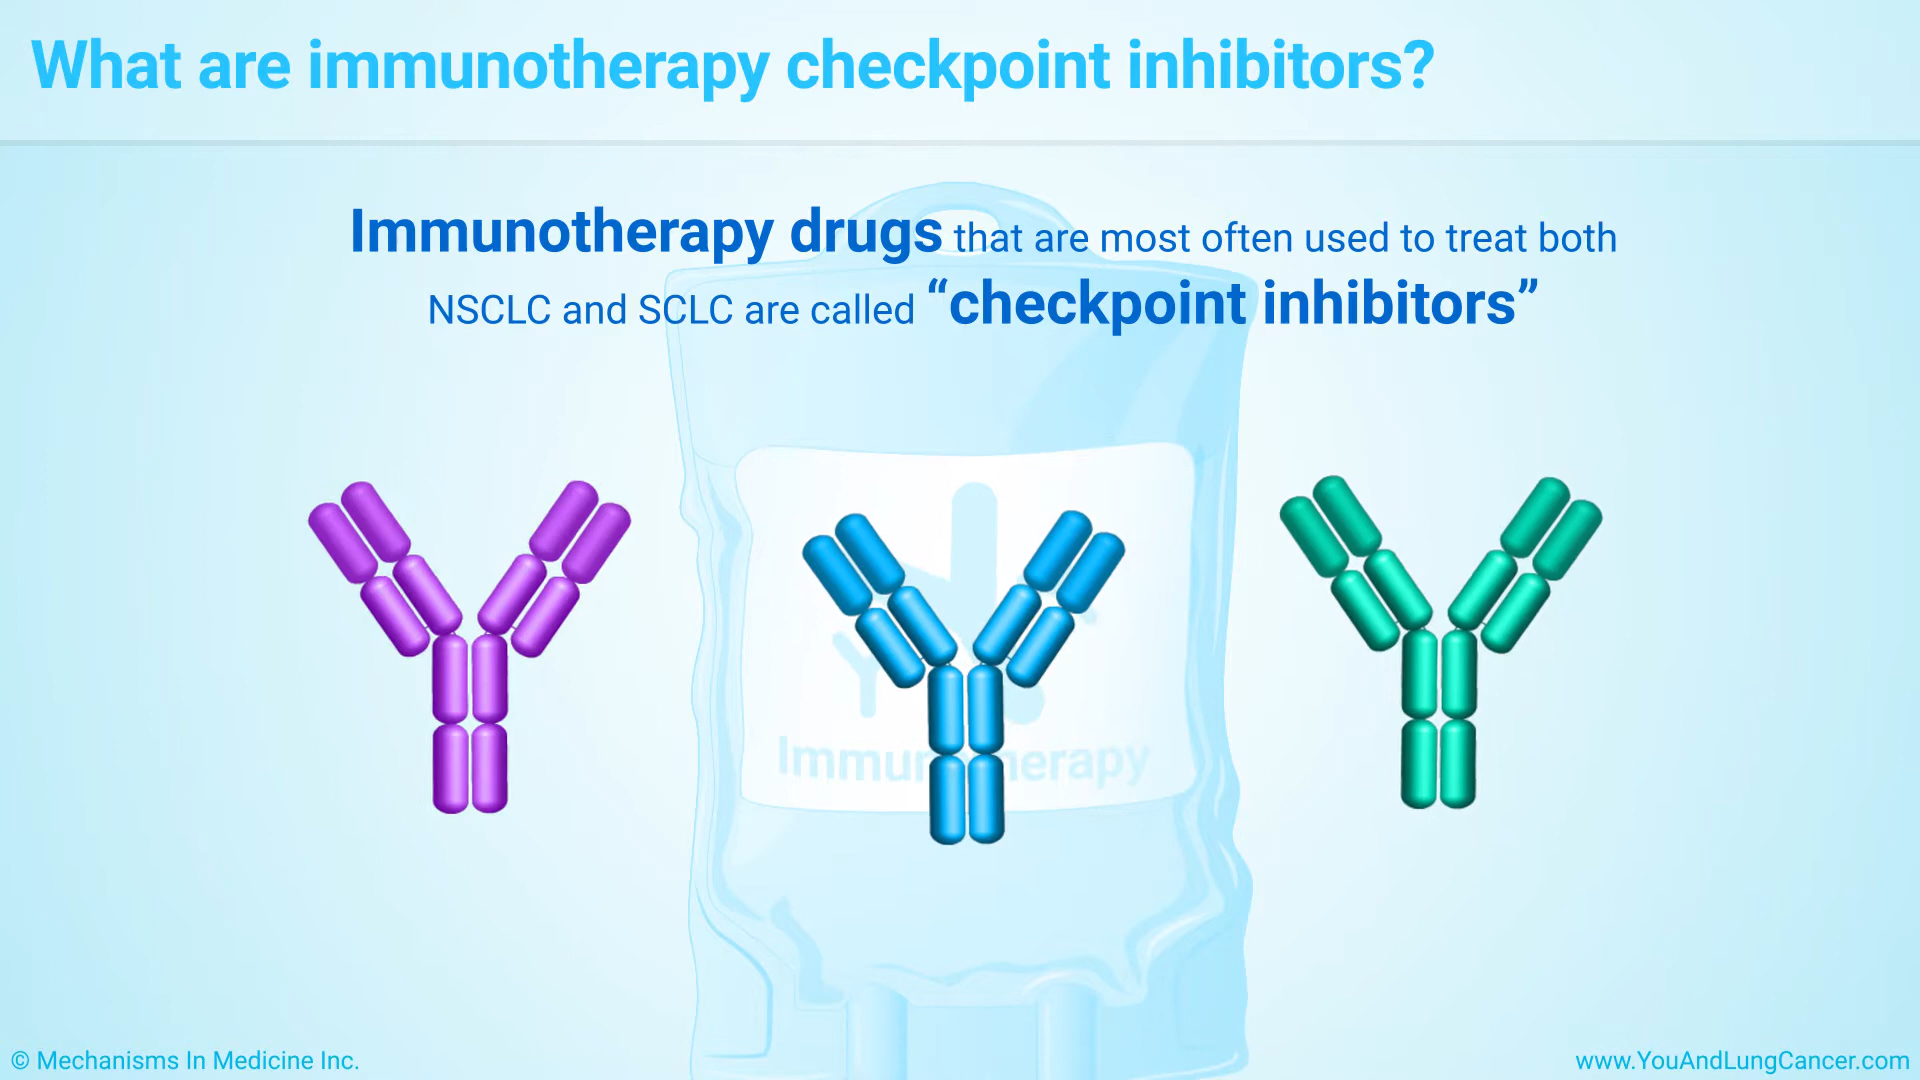 What are immunotherapy checkpoint inhibitors?
Immunotherapy drugs that are most often used to treat both
NSCLC and SCLC are called “checkpoint inhibitors”
Immunotherapy
© Mechanisms In Medicine Inc.
www.YouAndLungCancer.com